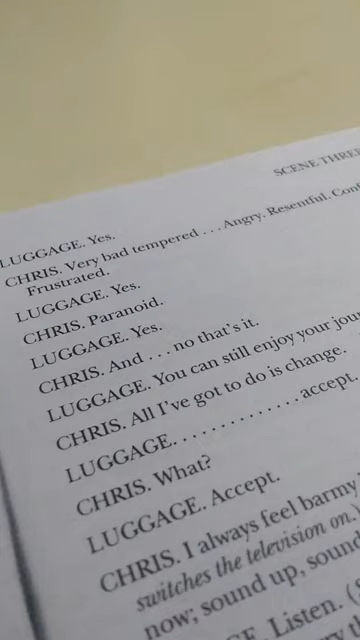 SCENE THREE
LUGGAGE. Yes.
CHRIS. Very bad tempered . . . Angry. Resentful.
Frustrated.
LUGGAGE. Yes.
CHRIS. Paranoid.
LUGGAGE. Yes.
CHRIS. And . . . no that's it.
LUGGAGE. You can still enjoy your
CHRIS. All I've got to do is change.
LUGGAGE. . . . . . . . . . . . . . accept.
CHRIS. What?
LUGGAGE. Accept.
CHRIS. I always feel barmy
switches the television on.)
now; sound up, sound
Listen.